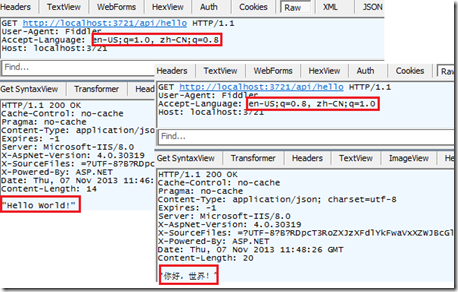 Headers TextView WebForms HexView Auth Cookies Raw XML JSON
GET http://localhost:3721/api/hello HTTP/1.1
User-Agent: Fiddler
Accept-Language: en-US;q=1.0, zh-CN;q=0.8
Host: localhost:3721
Find...
Get SyntaxView Transformer Headers
HTTP/1.1 200 OK
Cache-Control: no-cache
Pragma: no-cache
Content-Type: application/jso
Expires: -1
Server: Microsoft-IIS/8.0
X-AspNet-Version: 4.0.30319
X-SourceFiles: =?UTF-8?B?RDpc
X-Powered-By: ASP.NET
Date: Thu, 07 Nov 2013 11:46:
Content-Length: 14
"Hello World!"
Headers TextView WebForms HexView Auth Cookies Raw
GET http://localhost:3721/api/hello HTTP/1.1
User-Agent: Fiddler
Accept-Language: en-US;q=0.8, zh-CN;q=1.0
Host: localhost:3721
Find...
Get SyntaxView Transformer Headers TextView ImageView
HTTP/1.1 200 OK
Cache-Control: no-cache
Pragma: no-cache
Content-Type: application/json; charset=utf-8
Expires: -1
Server: Microsoft-IIS/8.0
X-AspNet-Version: 4.0.30319
X-SourceFiles:
X-Powered-By: ASP.NET
Date: Thu, 07 Nov 2013 11:48:26 GMT
Content-Length: 20
"你好，世界！"